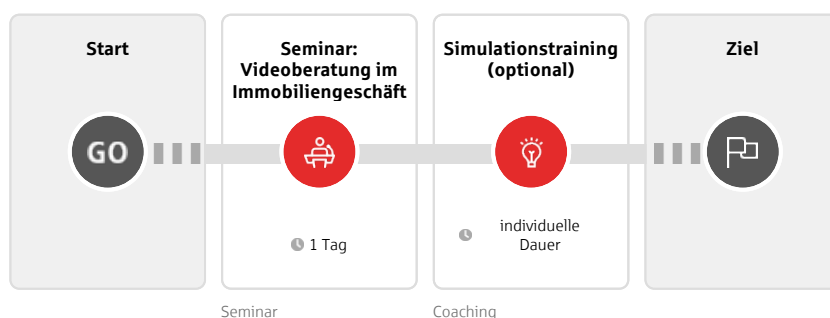 Start
Seminar:
Videoberatung im
Immobiliengeschäft
Simulationstraining
(optional)
Ziel
GO
1 Tag
individuelle
Dauer
Seminar
Coaching